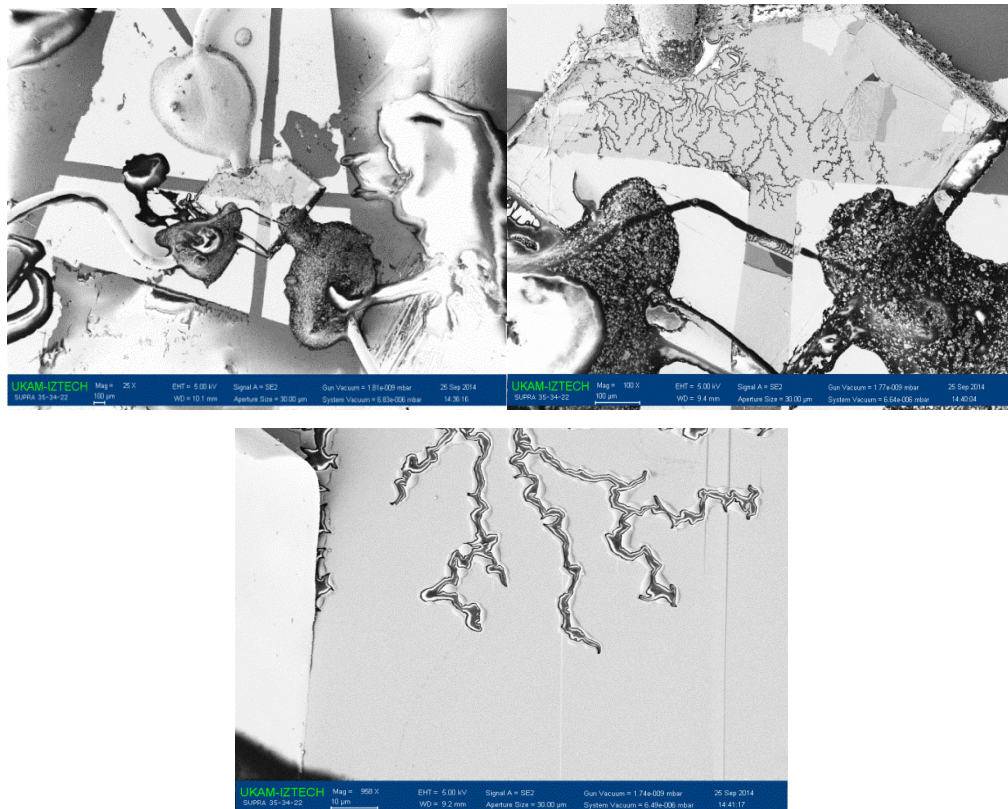 UKAM-IZTECH Mag = 25 X EHT = 5.00 kV Signal A = SE2 Gun Vacuum = 1.81e-009 mbar 25 Sep 2014
SUPRA 35-34-22 100 µm WD = 10.1 mm Aperture Size = 30.00 µm System Vacuum = 6.83e-006 mbar 14:36:16
UKAM-IZTECH Mag = 100 X EHT = 5.00 kV Signal A = SE2 Gun Vacuum = 1.77e-009 mbar 25 Sep 2014
SUPRA 35-34-22 100 µm WD = 9.4 mm Aperture Size = 30.00 µm System Vacuum = 6.64e-006 mbar 14:40:04
UKAM-IZTECH Mag = 958 X EHT = 5.00 kV Signal A = SE2 Gun Vacuum = 1.74e-009 mbar 25 Sep 2014
SUPRA 35-34-22 10 µm WD = 9.2 mm Aperture Size = 30.00 µm System Vacuum = 6.49e-006 mbar 14:41:17